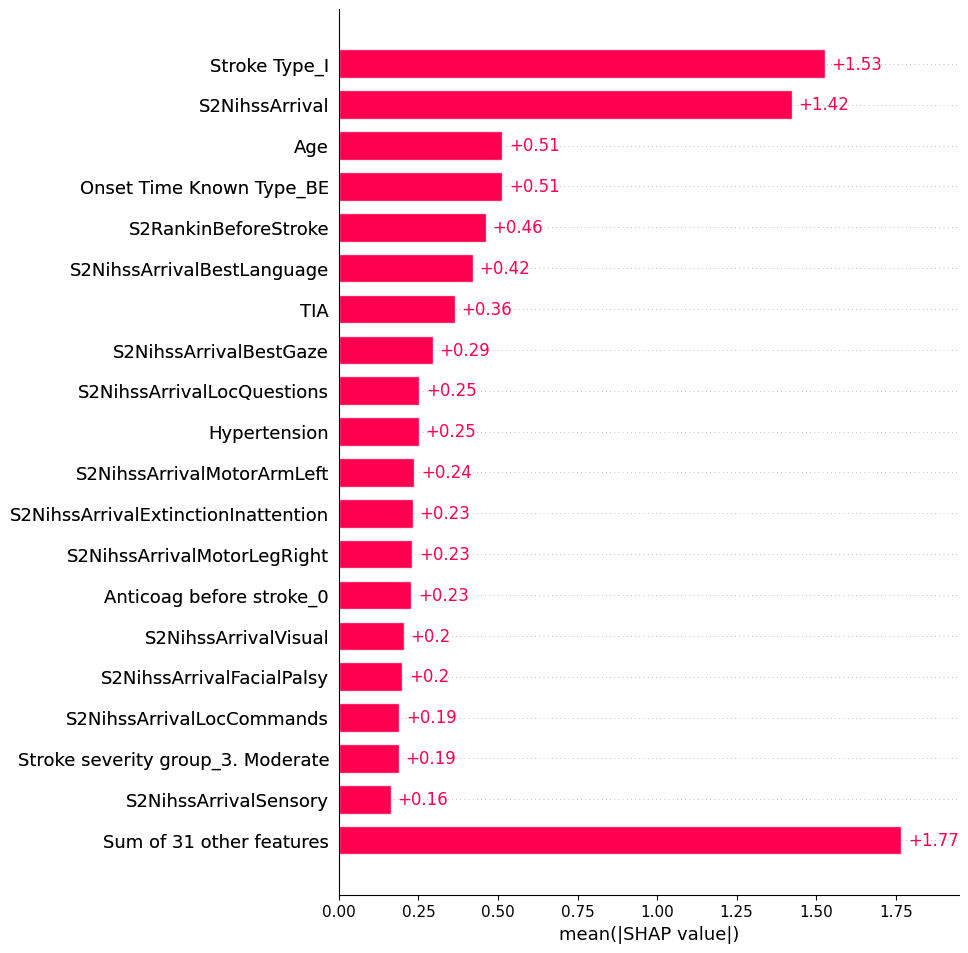 Stroke Type_I +1.53
S2NihssArrival +1.42
Age +0.51
Onset Time Known Type_BE +0.51
S2RankinBeforeStroke +0.46
S2NihssArrivalBestLanguage +0.42
TIA +0.36
S2NihssArrivalBestGaze +0.29
S2NihssArrivalLocQuestions +0.25
Hypertension +0.25
S2NihssArrivalMotorArmLeft +0.24
S2NihssArrivalExtinctionInattention +0.23
S2NihssArrivalMotorLegRight +0.23
Anticoag before stroke_0 +0.23
S2NihssArrivalVisual +0.2
S2NihssArrivalFacialPalsy +0.2
S2NihssArrivalLocCommands +0.19
Stroke severity group_3. Moderate +0.19
S2NihssArrivalSensory +0.16
Sum of 31 other features +1.77
0.00 0.25 0.50 0.75 1.00 1.25 1.50 1.75
mean(|SHAP value|)